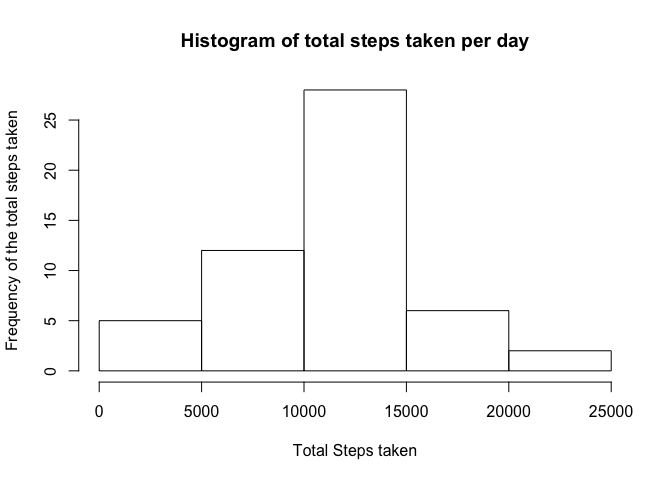 Histogram of total steps taken per day
Frequency of the total steps taken
25
20
15
10
5
0
0 5000 10000 15000 20000 25000
Total Steps taken